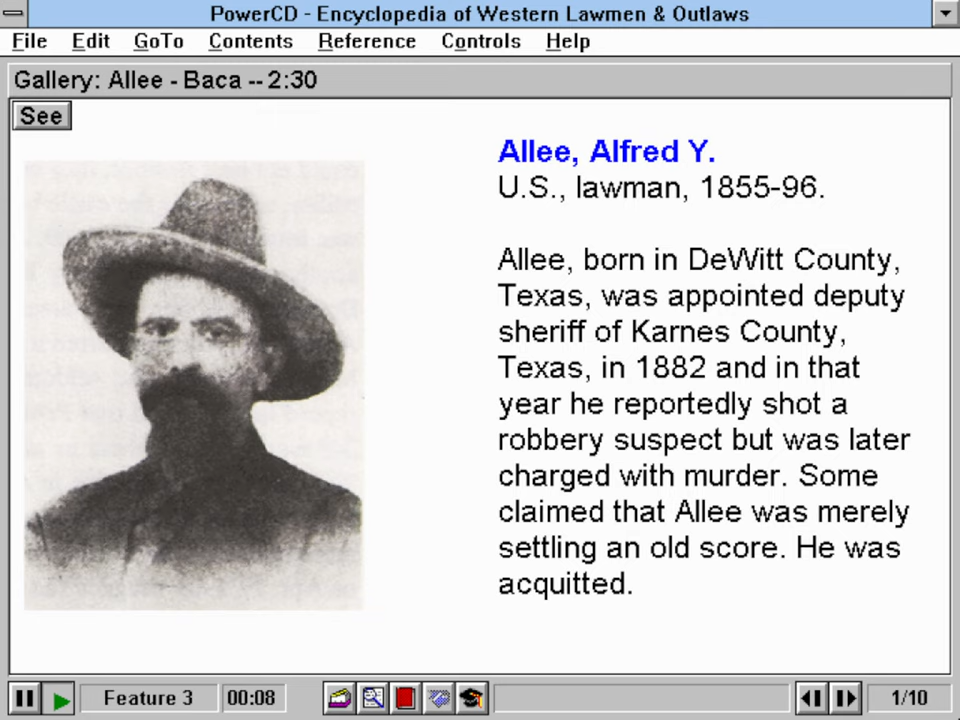 PowerCD - Encyclopedia of Western Lawmen & Outlaws
File Edit GoTo Contents Reference Controls Help
Gallery: Allee - Baca -- 2:30
See
Allee, Alfred Y.
U.S., lawman, 1855-96.
Allee, born in DeWitt County,
Texas, was appointed deputy
sheriff of Karnes County,
Texas, in 1882 and in that
year he reportedly shot a
robbery suspect but was later
charged with murder. Some
claimed that Allee was merely
settling an old score. He was
acquitted.
Feature 3 00:08 1/10